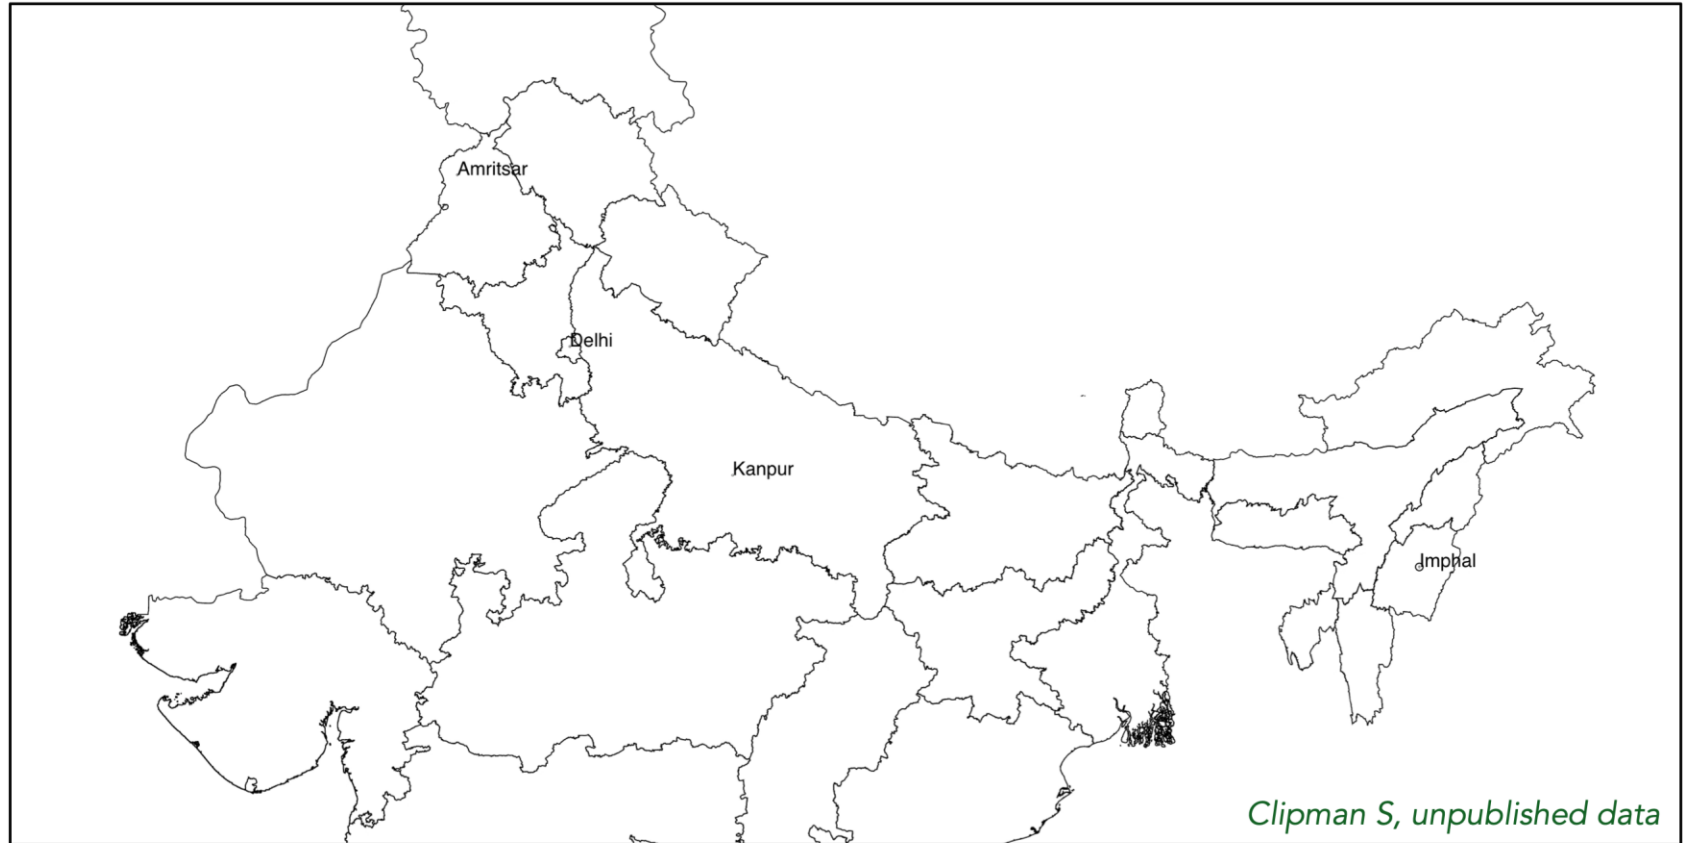 Amritsar
Delhi
Kanpur
Imphal
Clipman S, unpublished data